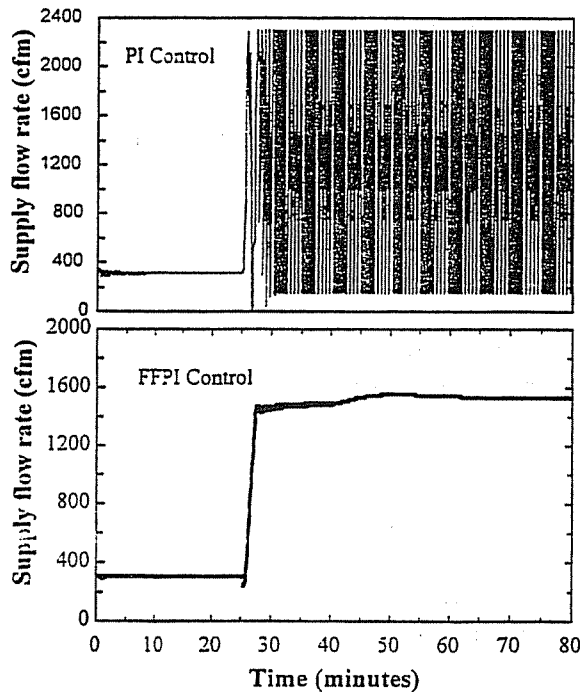 2400
2000
1600
1200
800
400
0
Supply flow rate (cfm)
PI Control
2000
1600
1200
800
400
0
Supply flow rate (cfm)
FFPI Control
0 10 20 30 40 50 60 70 80
Time (minutes)